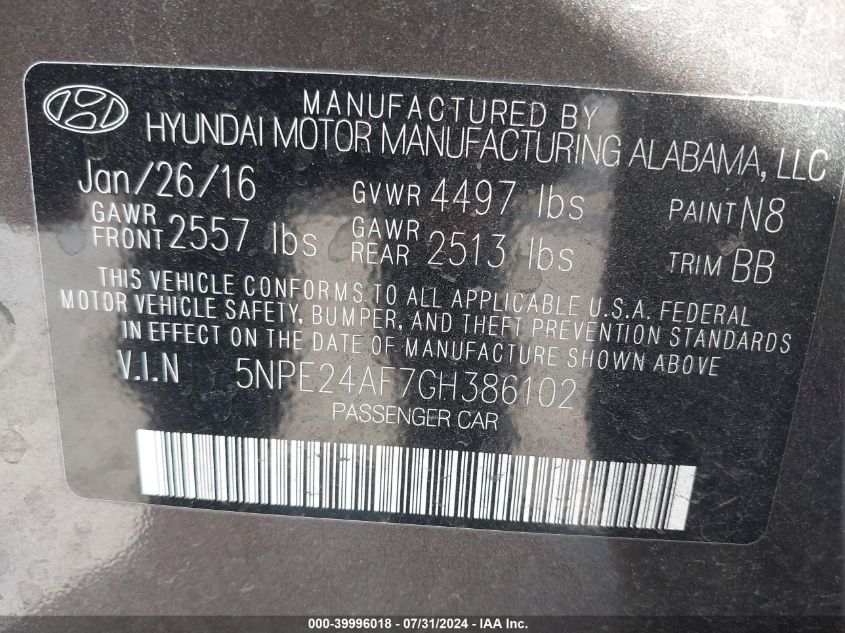 MANUFACTURED BY
HYUNDAI MOTOR MANUFACTURING ALABAMA, LLC
Jan/26/16 GVWR 4497 lbs PAINT N8
GAWR FRONT 2557 lbs GAWR REAR 2513 lbs TRIM BB
THIS VEHICLE CONFORMS TO ALL APPLICABLE U.S.A. FEDERAL
MOTOR VEHICLE SAFETY, BUMPER, AND THEFT PREVENTION STANDARDS
IN EFFECT ON THE DATE OF MANUFACTURE SHOWN ABOVE
V.I.N 5NPE24AF7GH386102
PASSENGER CAR
000-39996018 - 07/31/2024 - IAA Inc.